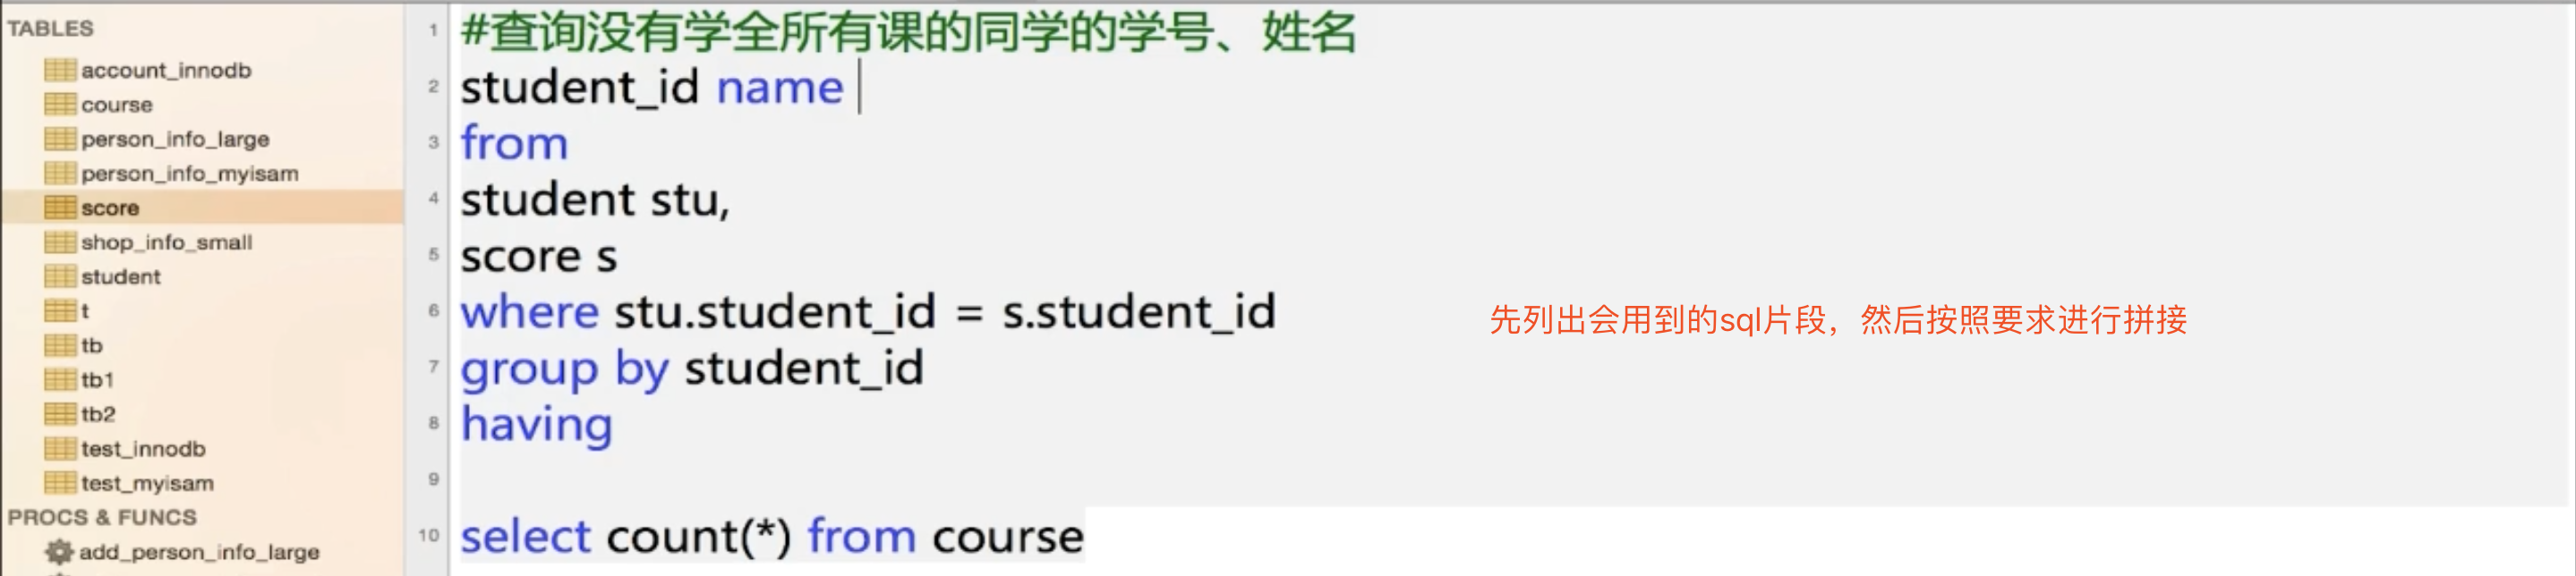 TABLES
account_innodb
course
person_info_large
person_info_myisam
score
shop_info_small
student
t
tb
tb1
tb2
test_innodb
test_myisam
PROCS & FUNCS
add_person_info_large
1 #查询没有学全所有课的同学的学号、姓名
2 student_id name
3 from
4 student stu,
5 score s
6 where stu.student_id = s.student_id
7 group by student_id
8 having
9
10 select count(*) from course
先列出会用到的sql片段，然后按照要求进行拼接